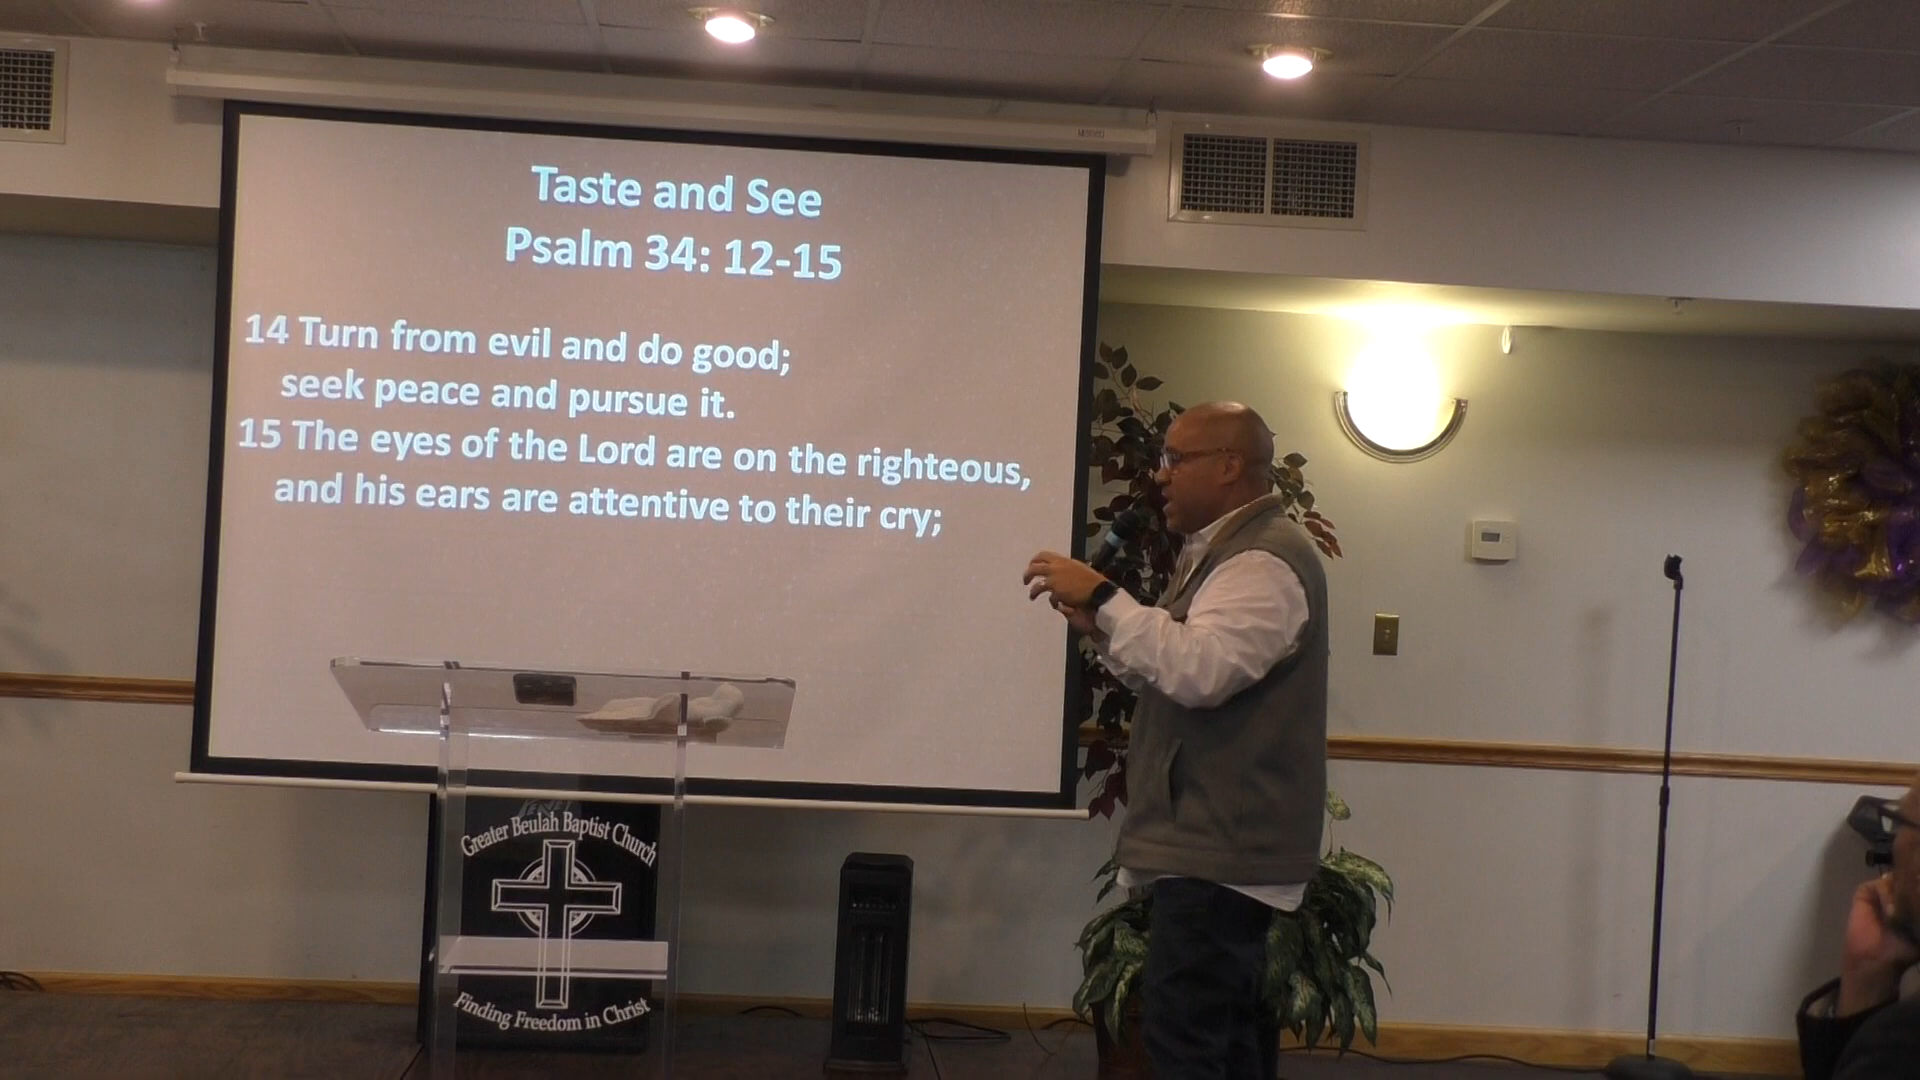 Taste and See
Psalm 34: 12-15
14 Turn from evil and do good;
seek peace and pursue it.
15 The eyes of the Lord are on the righteous,
and his ears are attentive to their cry;
Greater Beulah Baptist Church
Finding Freedom in Christ